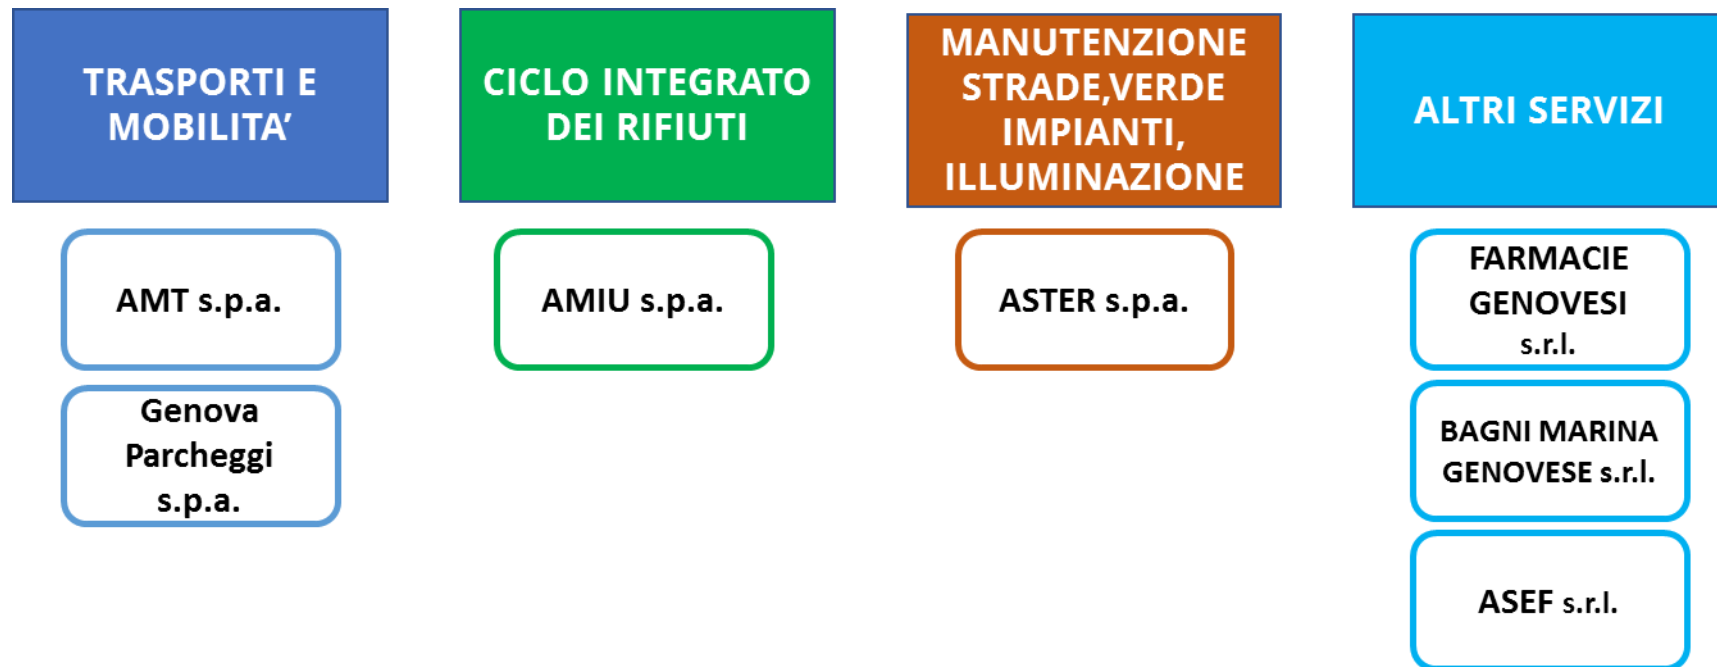 TRASPORTI E
MOBILITA’
CICLO INTEGRATO
DEI RIFIUTI
MANUTENZIONE
STRADE,VERDE
IMPIANTI,
ILLUMINAZIONE
ALTRI SERVIZI
AMT s.p.a.
Genova
Parcheggi
s.p.a.
AMIU s.p.a.
ASTER s.p.a.
FARMACIE
GENOVESI
s.r.l.
BAGNI MARINA
GENOVESE s.r.l.
ASEF s.r.l.